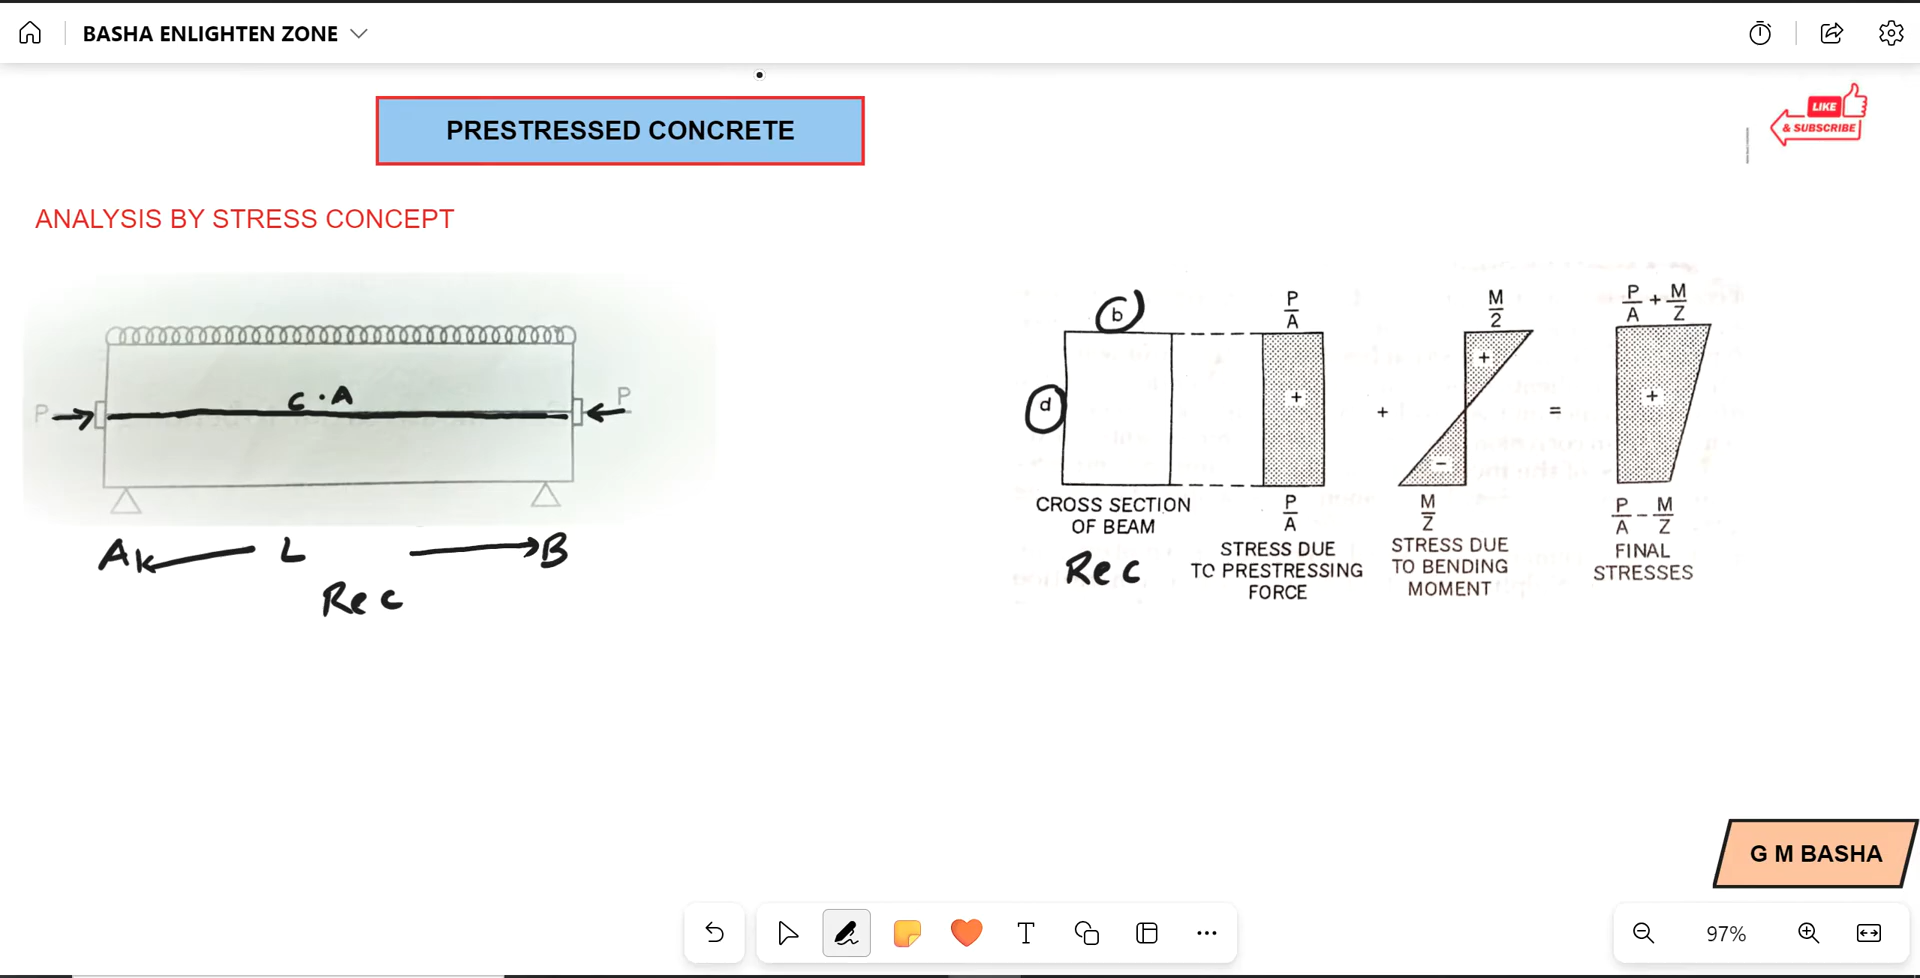 BASHA ENLIGHTEN ZONE
PRESTRESSED CONCRETE
LIKE
& SUBSCRIBE
ANALYSIS BY STRESS CONCEPT
P
C.A
P
A L B
Rec
b
d
CROSS SECTION
OF BEAM
Rec
P
A
+
P
A
STRESS DUE
TO PRESTRESSING
FORCE
+
M
2
+
-
M
Z
STRESS DUE
TO BENDING
MOMENT
=
P/A + M/Z
+
P/A - M/Z
FINAL
STRESSES
G M BASHA
T
97%